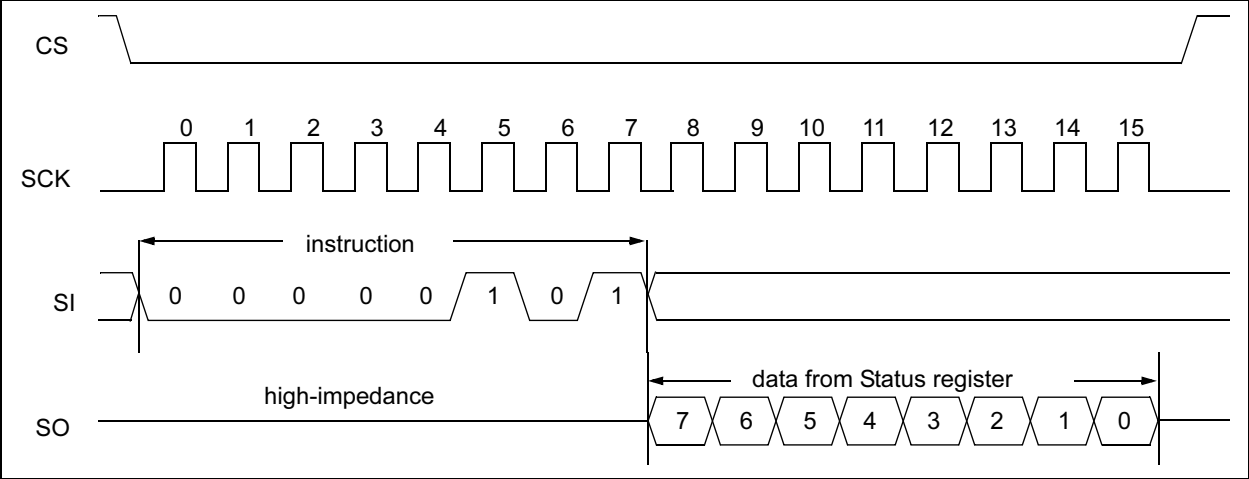 CS
0 1 2 3 4 5 6 7 8 9 10 11 12 13 14 15
SCK
instruction
SI 0 0 0 0 0 1 0 1
data from Status register
high-impedance
SO 7 6 5 4 3 2 1 0